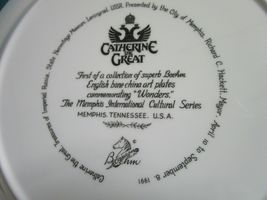 Catherine the Great, Treasures of Imperial Russia, State Hermitage Museum, Leningrad, USSR. Presented by the City of Memphis, Richard C. Hackett, Mayor. April 10 to September 8, 1991
CATHERINE
THE
GREAT
First of a collection of superb Boehm
English bone china art plates
commemorating "Wonders,"
The Memphis International Cultural Series
MEMPHIS, TENNESSEE, U.S.A.
Boehm